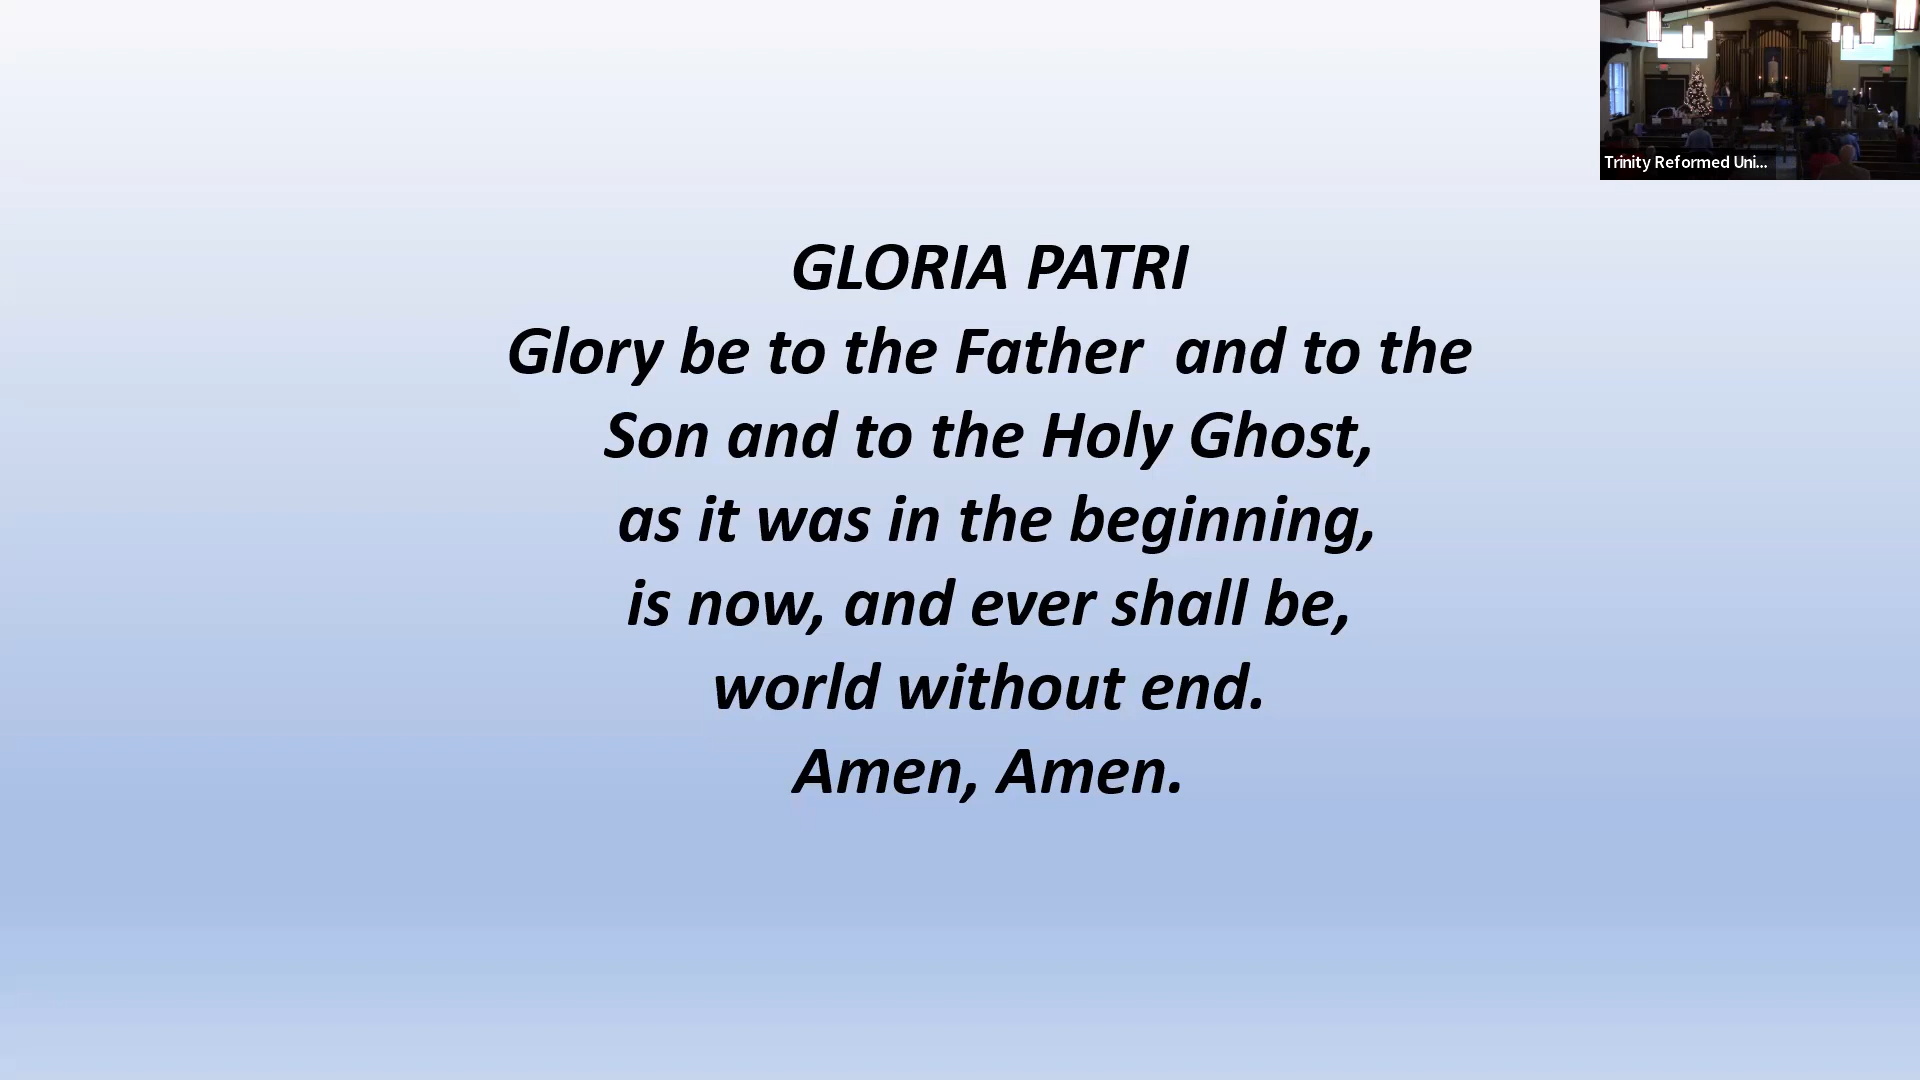 Trinity Reformed Uni...
GLORIA PATRI
Glory be to the Father  and to the
Son and to the Holy Ghost,
as it was in the beginning,
is now, and ever shall be,
world without end.
Amen, Amen.